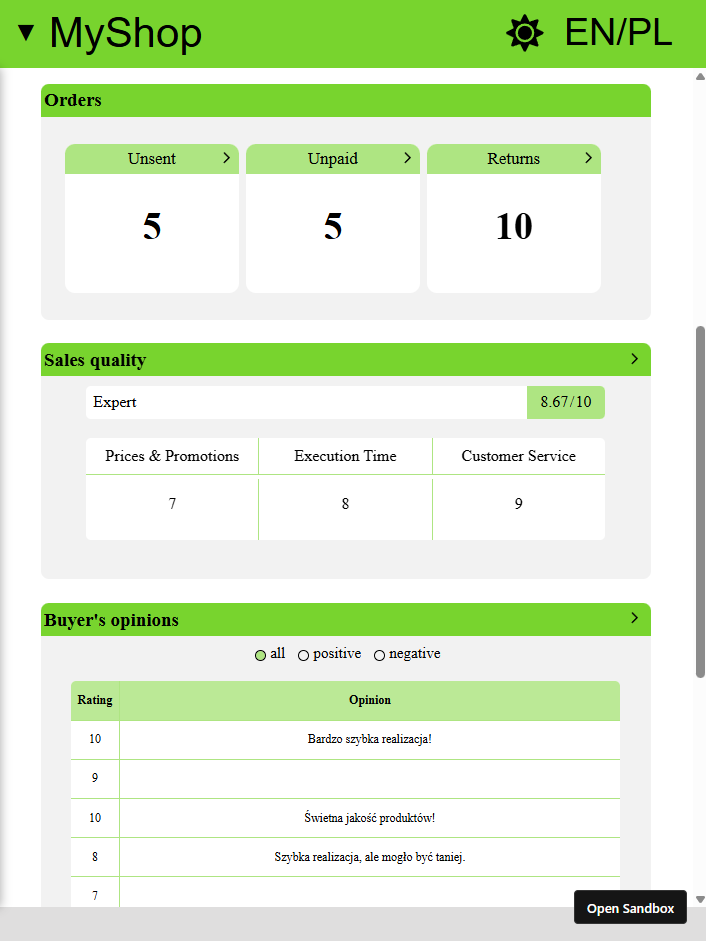 ▼ MyShop EN/PL
Orders
Unsent Unpaid Returns
5 5 10
Sales quality
Expert 8.67/10
Prices & Promotions Execution Time Customer Service
7 8 9
Buyer's opinions
all positive negative
Rating Opinion
10 Bardzo szybka realizacja!
9
10 Świetna jakość produktów!
8 Szybka realizacja, ale mogło być taniej.
7
Open Sandbox